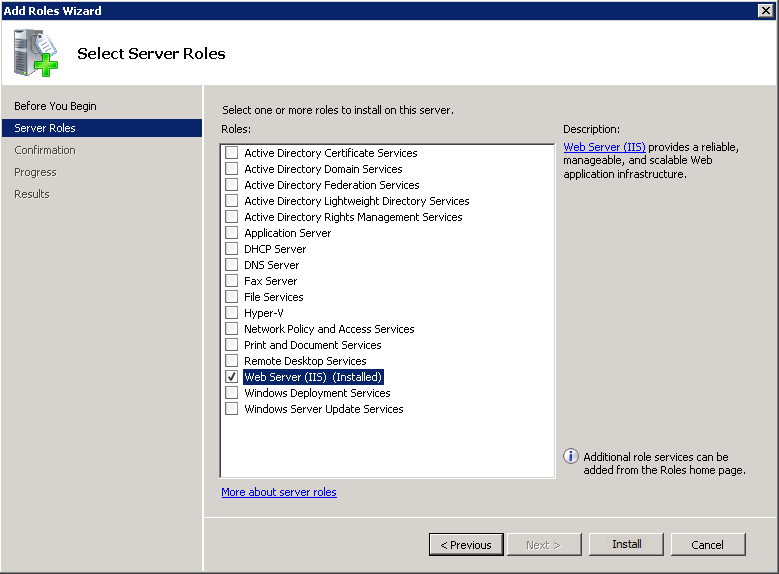 Add Roles Wizard
Select Server Roles
Before You Begin
Server Roles
Confirmation
Progress
Results
Select one or more roles to install on this server.
Roles:
Active Directory Certificate Services
Active Directory Domain Services
Active Directory Federation Services
Active Directory Lightweight Directory Services
Active Directory Rights Management Services
Application Server
DHCP Server
DNS Server
Fax Server
File Services
Hyper-V
Network Policy and Access Services
Print and Document Services
Remote Desktop Services
Web Server (IIS) (Installed)
Windows Deployment Services
Windows Server Update Services
More about server roles
Description:
Web Server (IIS) provides a reliable,
manageable, and scalable Web
application infrastructure.
Additional role services can be
added from the Roles home page.
< Previous
Next >
Install
Cancel